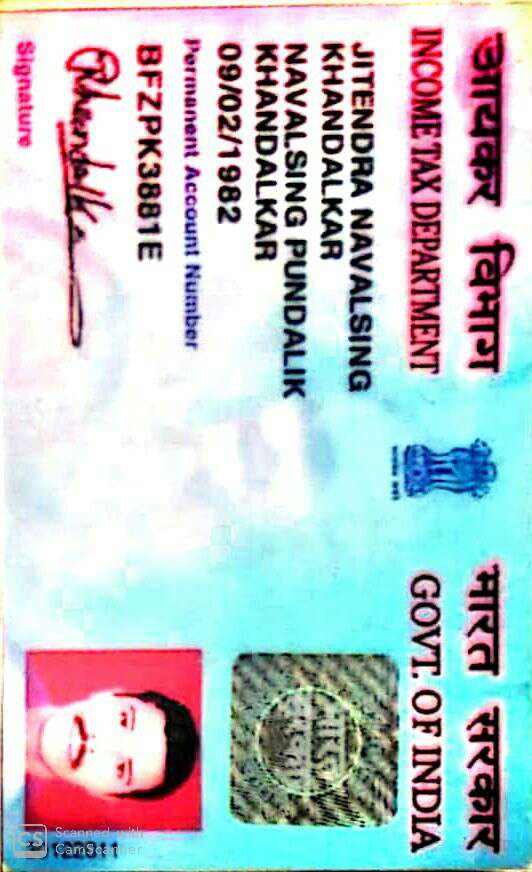 आयकर विभाग
INCOME TAX DEPARTMENT
भारत सरकार
GOVT. OF INDIA
JITENDRA NAVALSING
KHANDALKAR
NAVALSING PUNDALIK
KHANDALKAR
09/02/1982
Permanent Account Number
BFZPK3881E
Signature
CS Scanned with
CamScanner